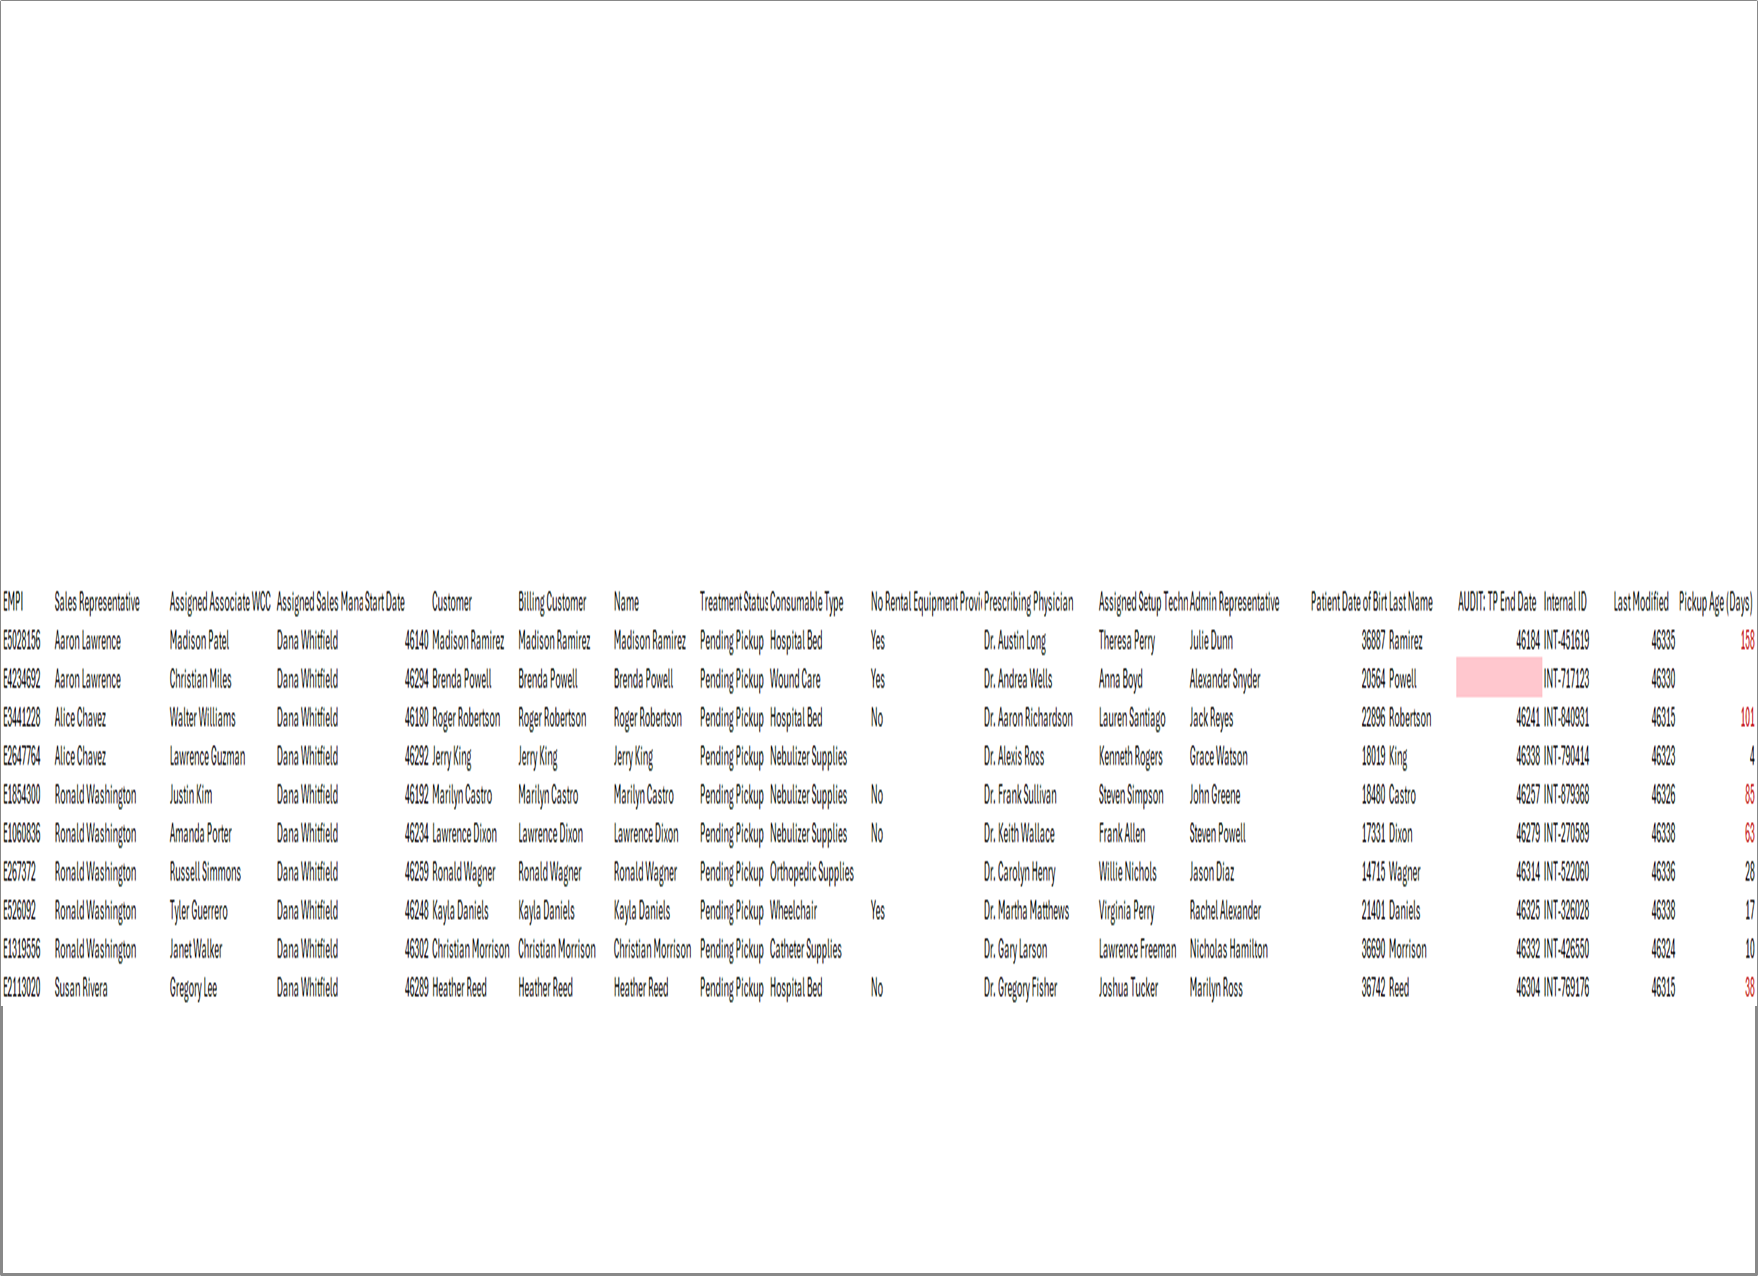 EMPI Sales Representative Assigned Associate WCC Assigned Sales Mana Start Date Customer Billing Customer Name Treatment Status Consumable Type No Rental Equipment Provi Prescribing Physician Assigned Setup Techn Admin Representative Patient Date of Birt Last Name AUDIT: TP End Date Internal ID Last Modified Pickup Age (Days)
E5028156 Aaron Lawrence Madison Patel Dana Whitfield 46140 Madison Ramirez Madison Ramirez Madison Ramirez Pending Pickup Hospital Bed Yes Dr. Austin Long Theresa Perry Julie Dunn 36887 Ramirez 46184 INT-451619 46335 158
E4234692 Aaron Lawrence Christian Miles Dana Whitfield 46294 Brenda Powell Brenda Powell Brenda Powell Pending Pickup Wound Care Yes Dr. Andrea Wells Anna Boyd Alexander Snyder 20564 Powell INT-717123 46330
E3441228 Alice Chavez Walter Williams Dana Whitfield 46180 Roger Robertson Roger Robertson Roger Robertson Pending Pickup Hospital Bed No Dr. Aaron Richardson Lauren Santiago Jack Reyes 22896 Robertson 46241 INT-840931 46315 101
E2647764 Alice Chavez Lawrence Guzman Dana Whitfield 46292 Jerry King Jerry King Jerry King Pending Pickup Nebulizer Supplies Dr. Alexis Ross Kenneth Rogers Grace Watson 18019 King 46338 INT-790414 46323 4
E1854300 Ronald Washington Justin Kim Dana Whitfield 46192 Marilyn Castro Marilyn Castro Marilyn Castro Pending Pickup Nebulizer Supplies No Dr. Frank Sullivan Steven Simpson John Greene 18480 Castro 46257 INT-879368 46326 85
E1060836 Ronald Washington Amanda Porter Dana Whitfield 46234 Lawrence Dixon Lawrence Dixon Lawrence Dixon Pending Pickup Nebulizer Supplies No Dr. Keith Wallace Frank Allen Steven Powell 17331 Dixon 46279 INT-270589 46338 63
E267372 Ronald Washington Russell Simmons Dana Whitfield 46259 Ronald Wagner Ronald Wagner Ronald Wagner Pending Pickup Orthopedic Supplies Dr. Carolyn Henry Willie Nichols Jason Diaz 14715 Wagner 46314 INT-522060 46336 28
E526092 Ronald Washington Tyler Guerrero Dana Whitfield 46248 Kayla Daniels Kayla Daniels Kayla Daniels Pending Pickup Wheelchair Yes Dr. Martha Matthews Virginia Perry Rachel Alexander 21401 Daniels 46325 INT-326028 46338 17
E1319556 Ronald Washington Janet Walker Dana Whitfield 46302 Christian Morrison Christian Morrison Christian Morrison Pending Pickup Catheter Supplies Dr. Gary Larson Lawrence Freeman Nicholas Hamilton 36690 Morrison 46332 INT-426550 46324 10
E2113020 Susan Rivera Gregory Lee Dana Whitfield 46289 Heather Reed Heather Reed Heather Reed Pending Pickup Hospital Bed No Dr. Gregory Fisher Joshua Tucker Marilyn Ross 36742 Reed 46304 INT-769176 46315 38